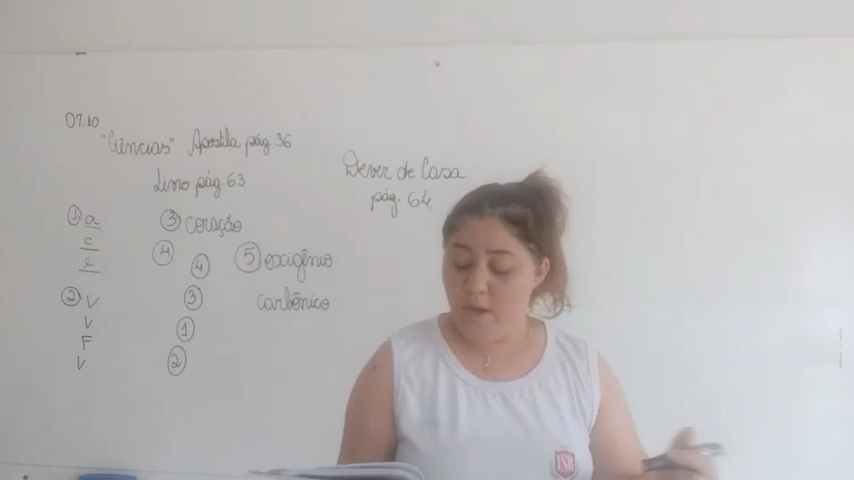 07.10
"Ciências" Apostila pág. 36
Livro pág. 63
Dever de Casa
pág. 64.
① a
c
e
② V
V
F
V
③ coração
④ ④
③
①
②
⑤ oxigênio
carbônico